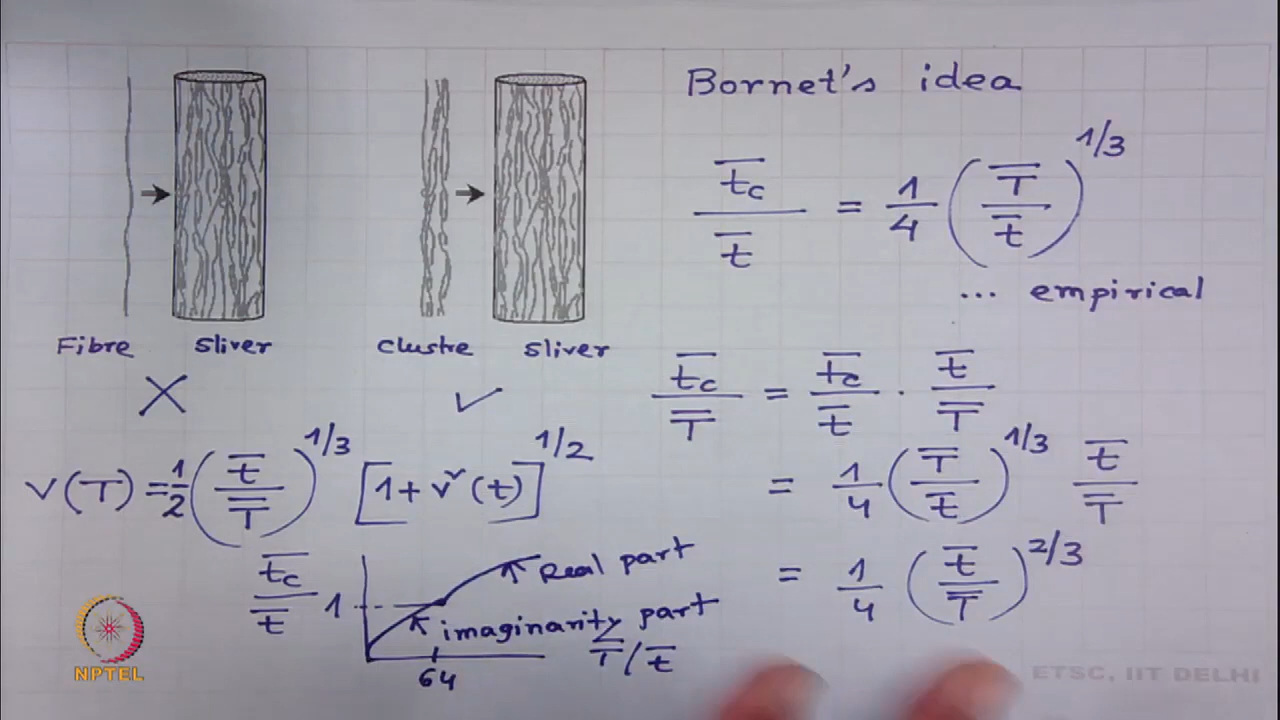 Bornet's idea
t̅c / t̅ = 1/4 (T̅ / t̅)^1/3
... empirical
Fibre Sliver clustre Sliver
✗ ✓
t̅c / T̅ = t̅c / t̅ · t̅ / T̅
= 1/4 (T̅ / t̅)^1/3 t̅ / T̅
= 1/4 (t̅ / T̅)^2/3
v(T) = 1/2 (t̅ / T̅)^1/3 [1 + v²(t)]^1/2
t̅c / t̅
1
Real part
imaginarity part
64
T̅ / t̅
NPTEL
ETSC, IIT DELHI